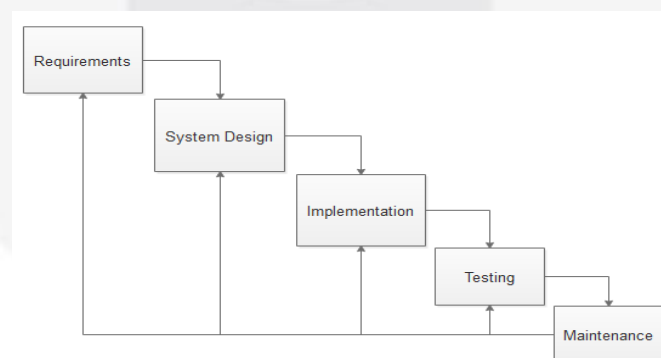 Requirements
System Design
Implementation
Testing
Maintenance